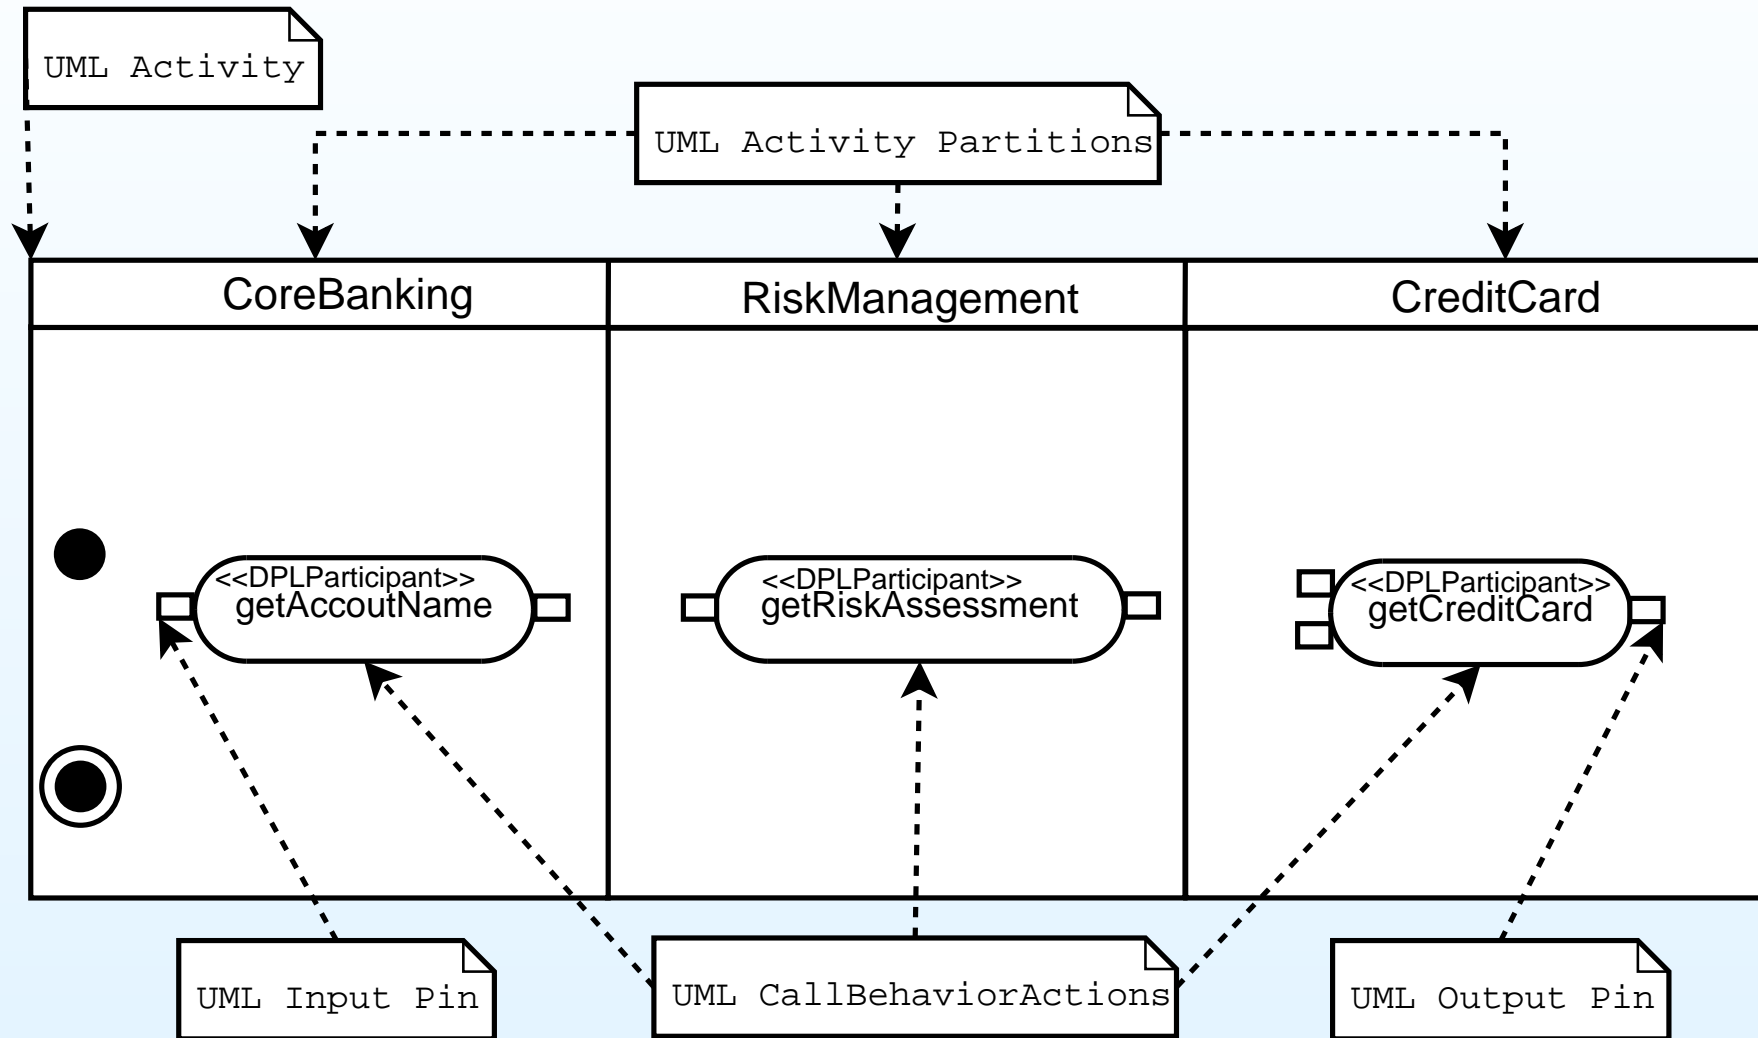 UML Activity
UML Activity Partitions
CoreBanking
RiskManagement
CreditCard
<<DPLParticipant>>
getAccoutName
<<DPLParticipant>>
getRiskAssessment
<<DPLParticipant>>
getCreditCard
UML Input Pin
UML CallBehaviorActions
UML Output Pin